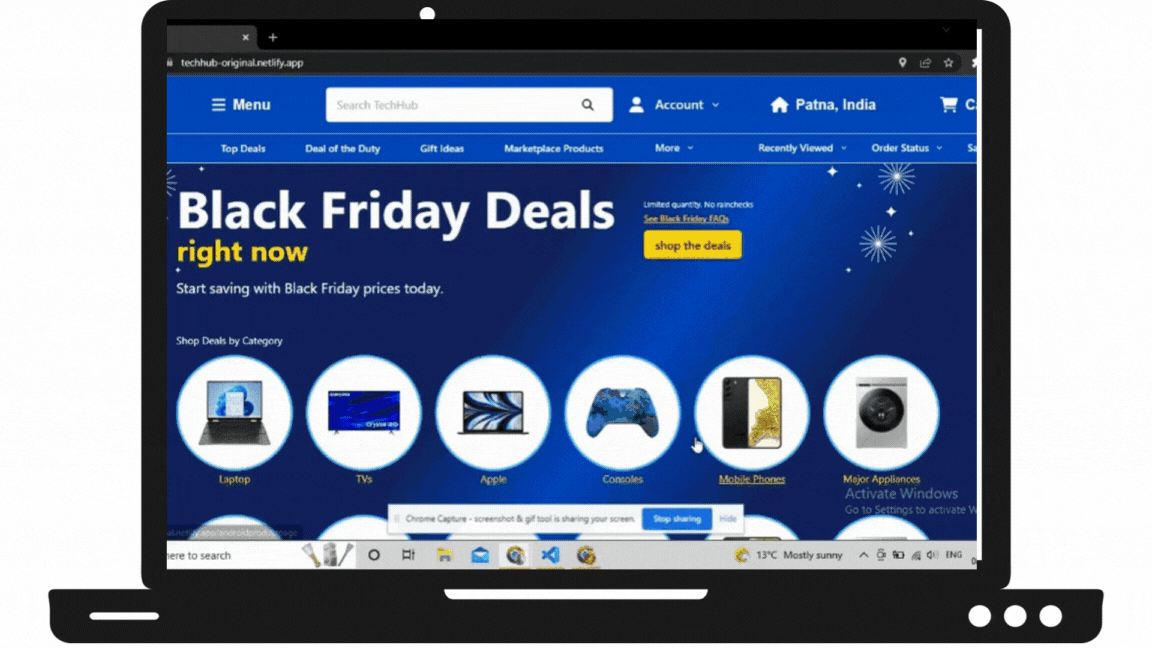 techhub-original.netlify.app
Menu
Search TechHub
Account
Patna, India
Top Deals
Deal of the Duty
Gift Ideas
Marketplace Products
More
Recently Viewed
Order Status
Black Friday Deals
right now
Start saving with Black Friday prices today.
Limited quantity. No rainchecks
See Black Friday FAQs
shop the deals
Shop Deals by Category
Laptop
TVs
Apple
Consoles
Mobile Phones
Major Appliances
Activate Windows
Go to Settings to activate W
Chrome Capture - screenshot & gif tool is sharing your screen.
Stop sharing
Hide
here to search
13°C Mostly sunny
ENG